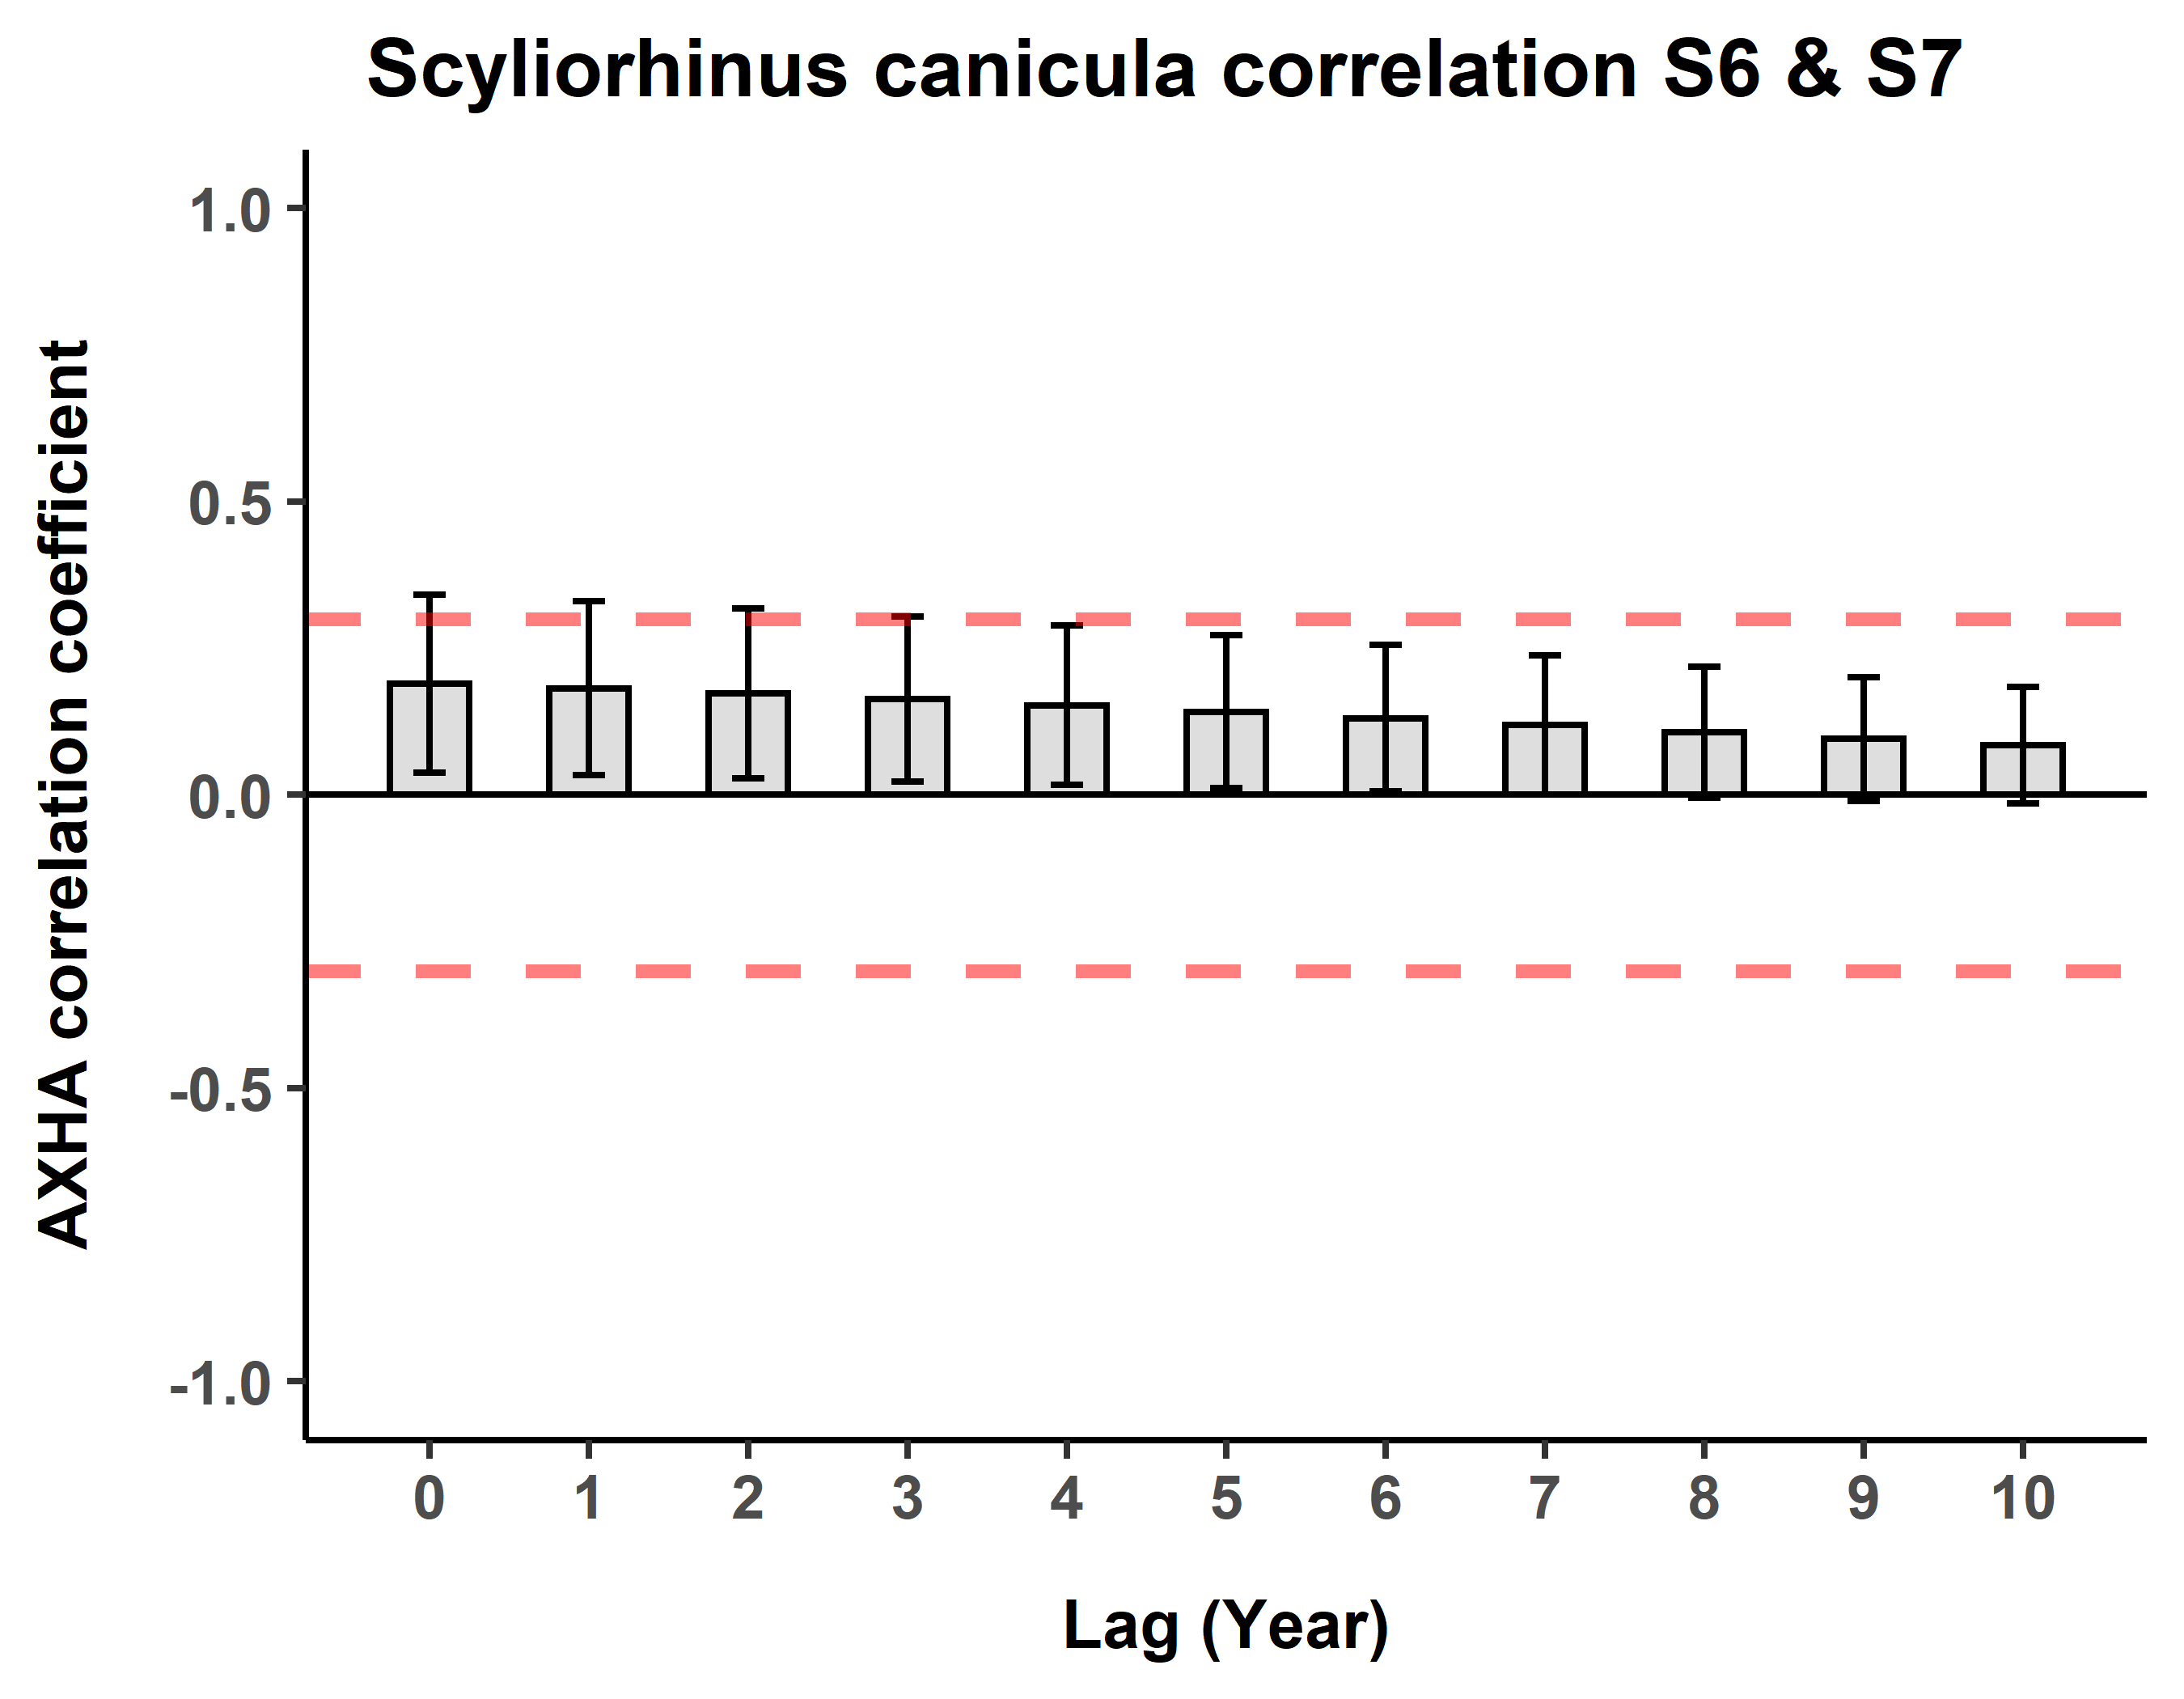 Scyliorhinus canicula correlation S6 & S7
AXHA correlation coefficient
1.0
0.5
0.0
-0.5
-1.0
0 1 2 3 4 5 6 7 8 9 10
Lag (Year)